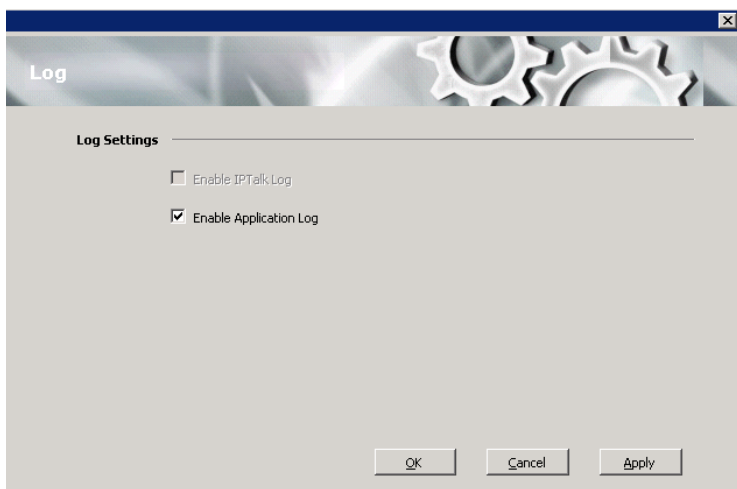 Log
Log Settings
Enable IPTalk Log
Enable Application Log
OK Cancel Apply